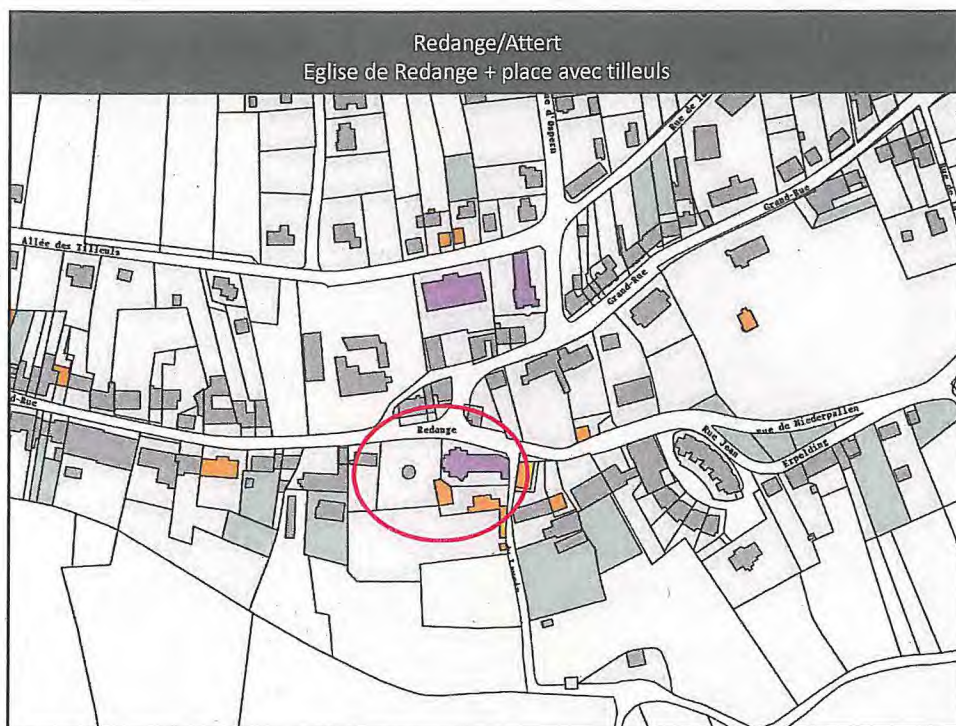 Redange/Attert
Eglise de Redange + place avec tilleuls
Allée des Tilleuls
Grand-Rue
Grand-Rue
Redange
Rue de Niederpallen
Rue Jean
Erpelding